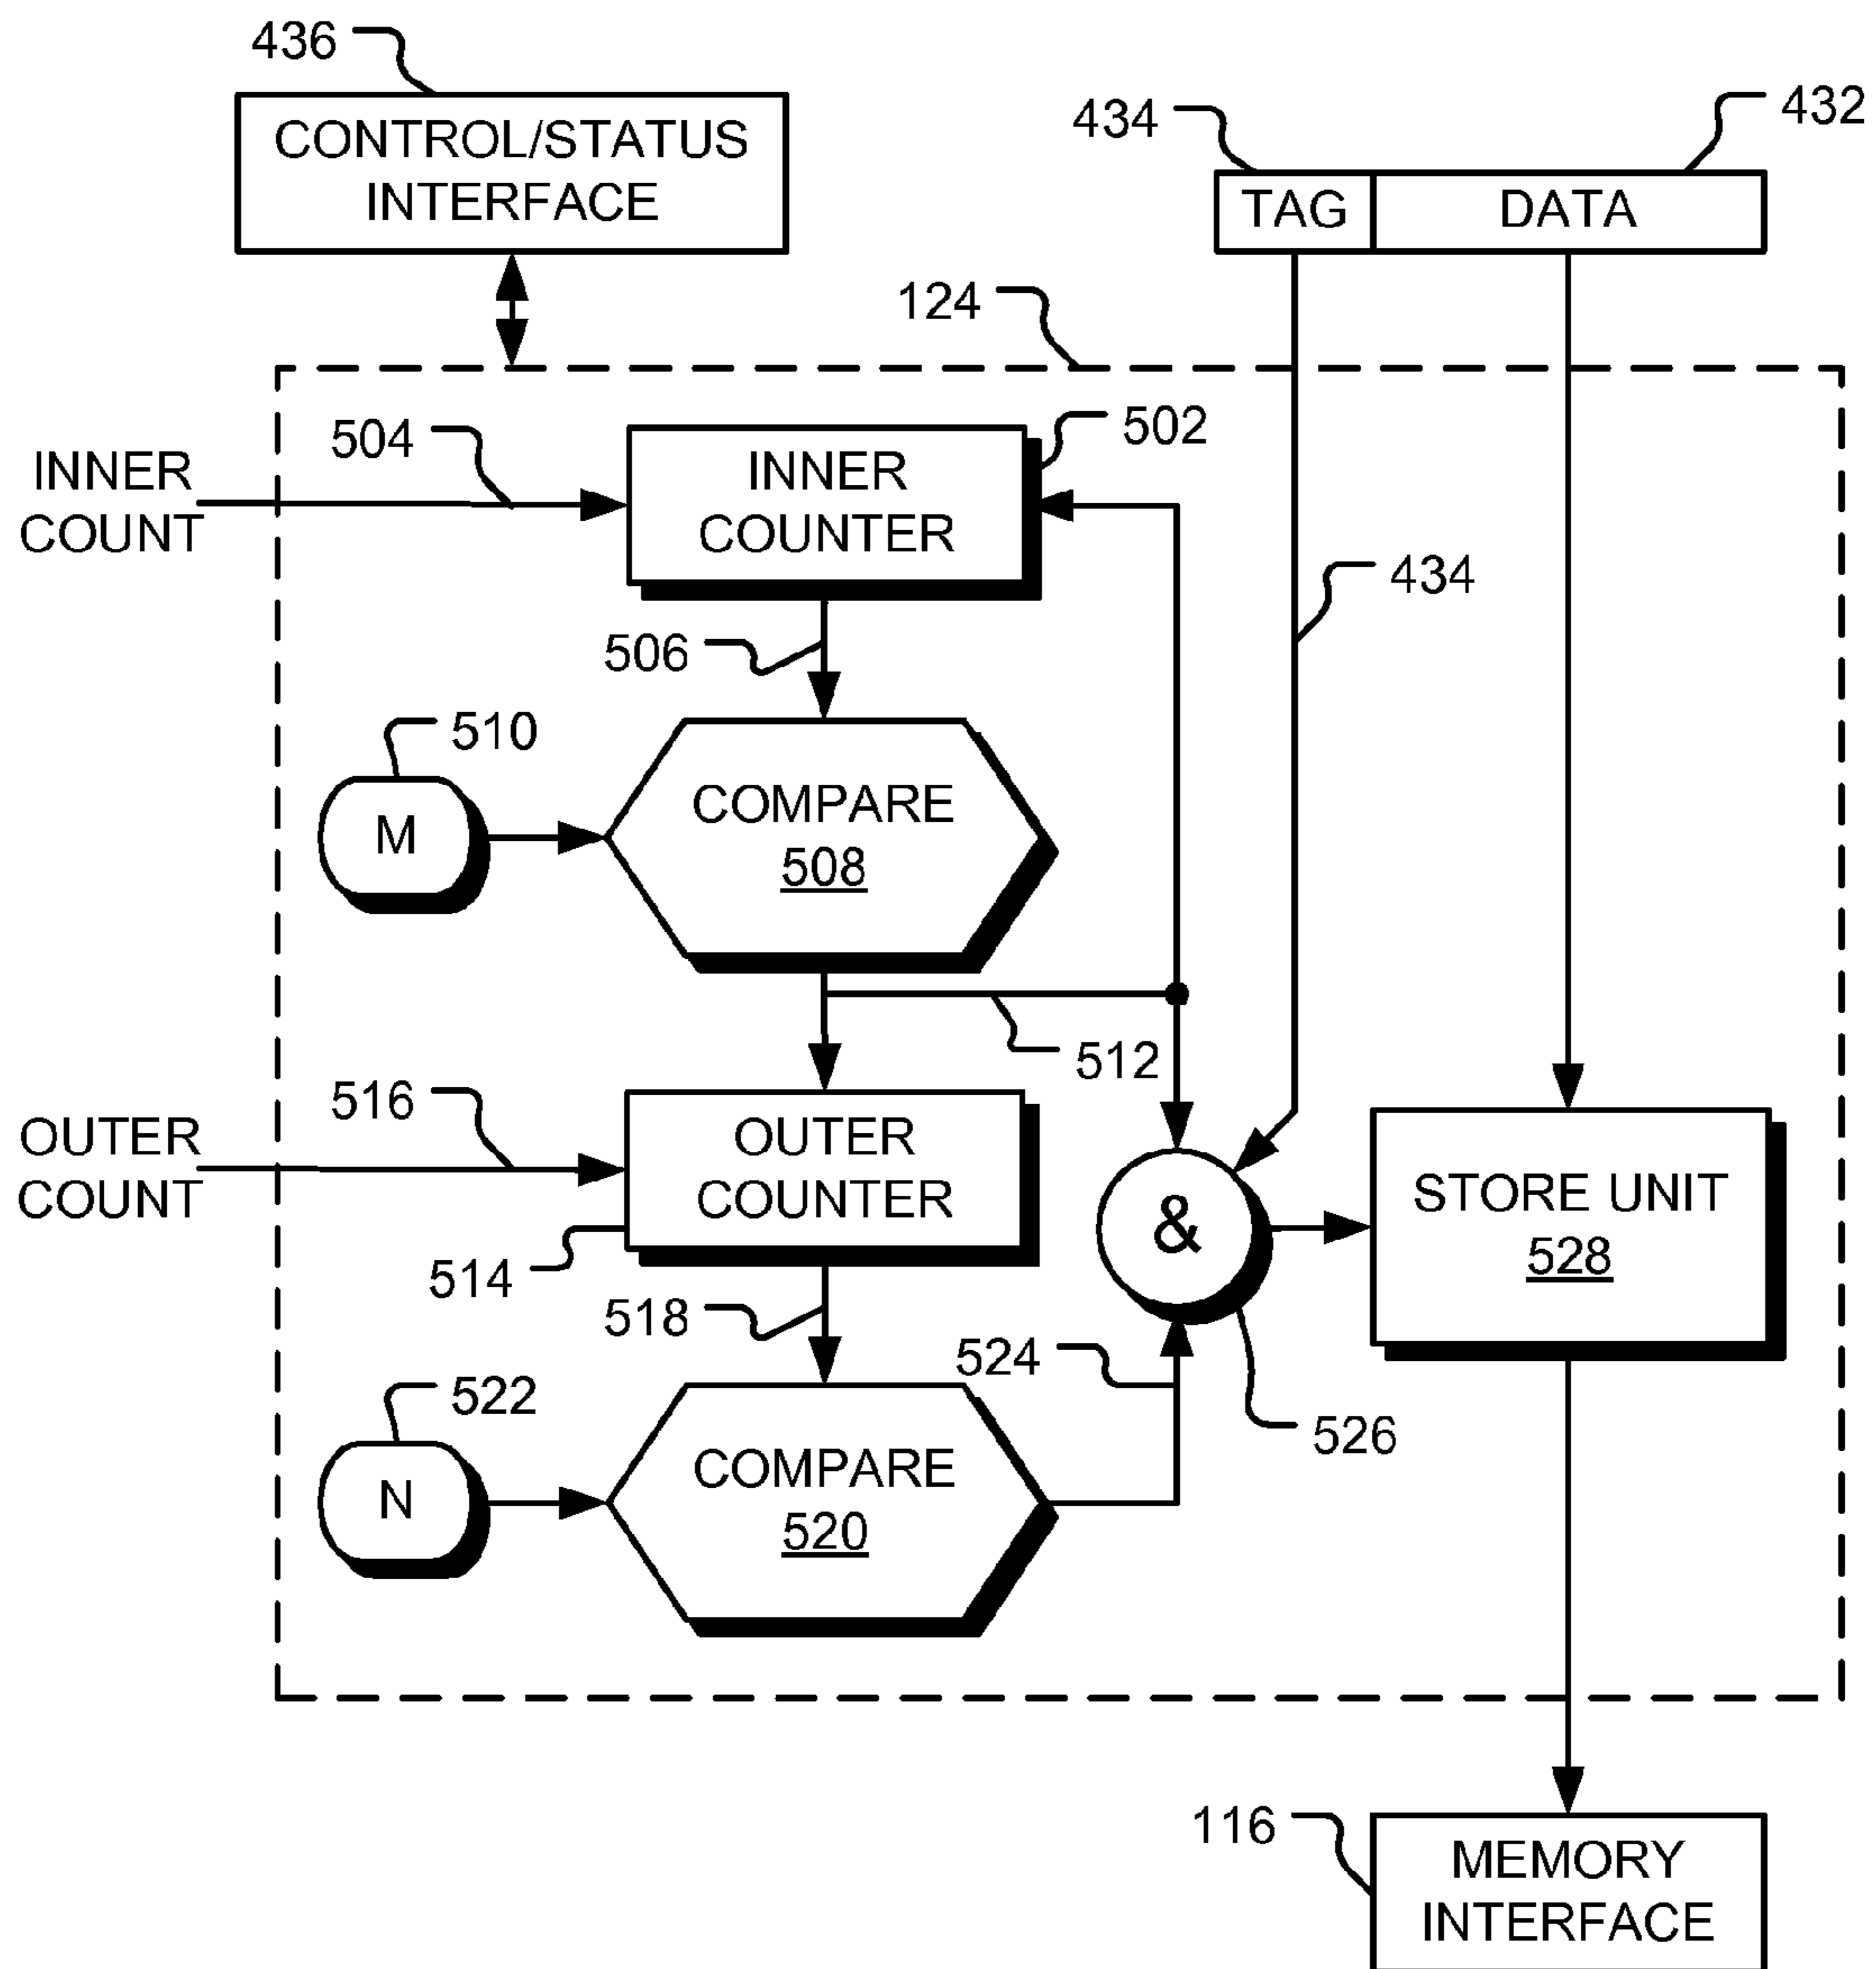 436
CONTROL/STATUS
INTERFACE
434
432
TAG
DATA
124
INNER
COUNT
504
INNER
COUNTER
502
434
506
510
M
COMPARE
508
512
OUTER
COUNT
516
OUTER
COUNTER
514
&
STORE UNIT
528
518
524
526
522
N
COMPARE
520
116
MEMORY
INTERFACE